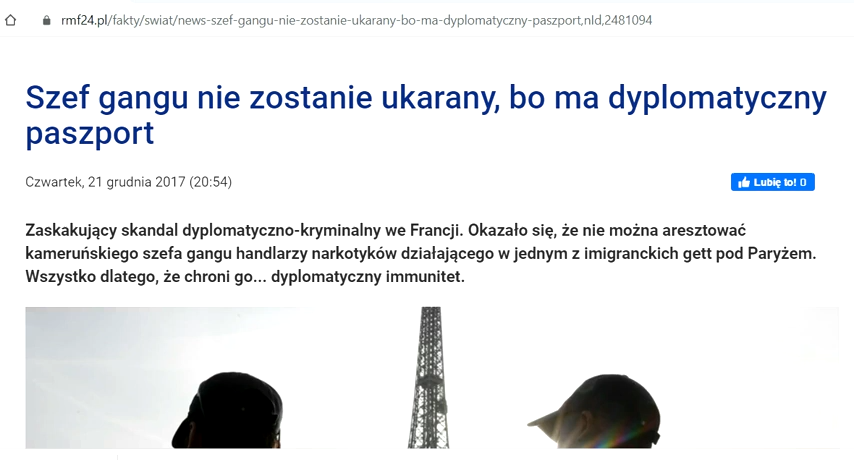 rmf24.pl/fakty/swiat/news-szef-gangu-nie-zostanie-ukarany-bo-ma-dyplomatyczny-paszport,nId,2481094
Szef gangu nie zostanie ukarany, bo ma dyplomatyczny
paszport
Czwartek, 21 grudnia 2017 (20:54)
Lubię to! 0
Zaskakujący skandal dyplomatyczno-kryminalny we Francji. Okazało się, że nie można aresztować
kameruńskiego szefa gangu handlarzy narkotyków działającego w jednym z imigranckich gett pod Paryżem.
Wszystko dlatego, że chroni go... dyplomatyczny immunitet.